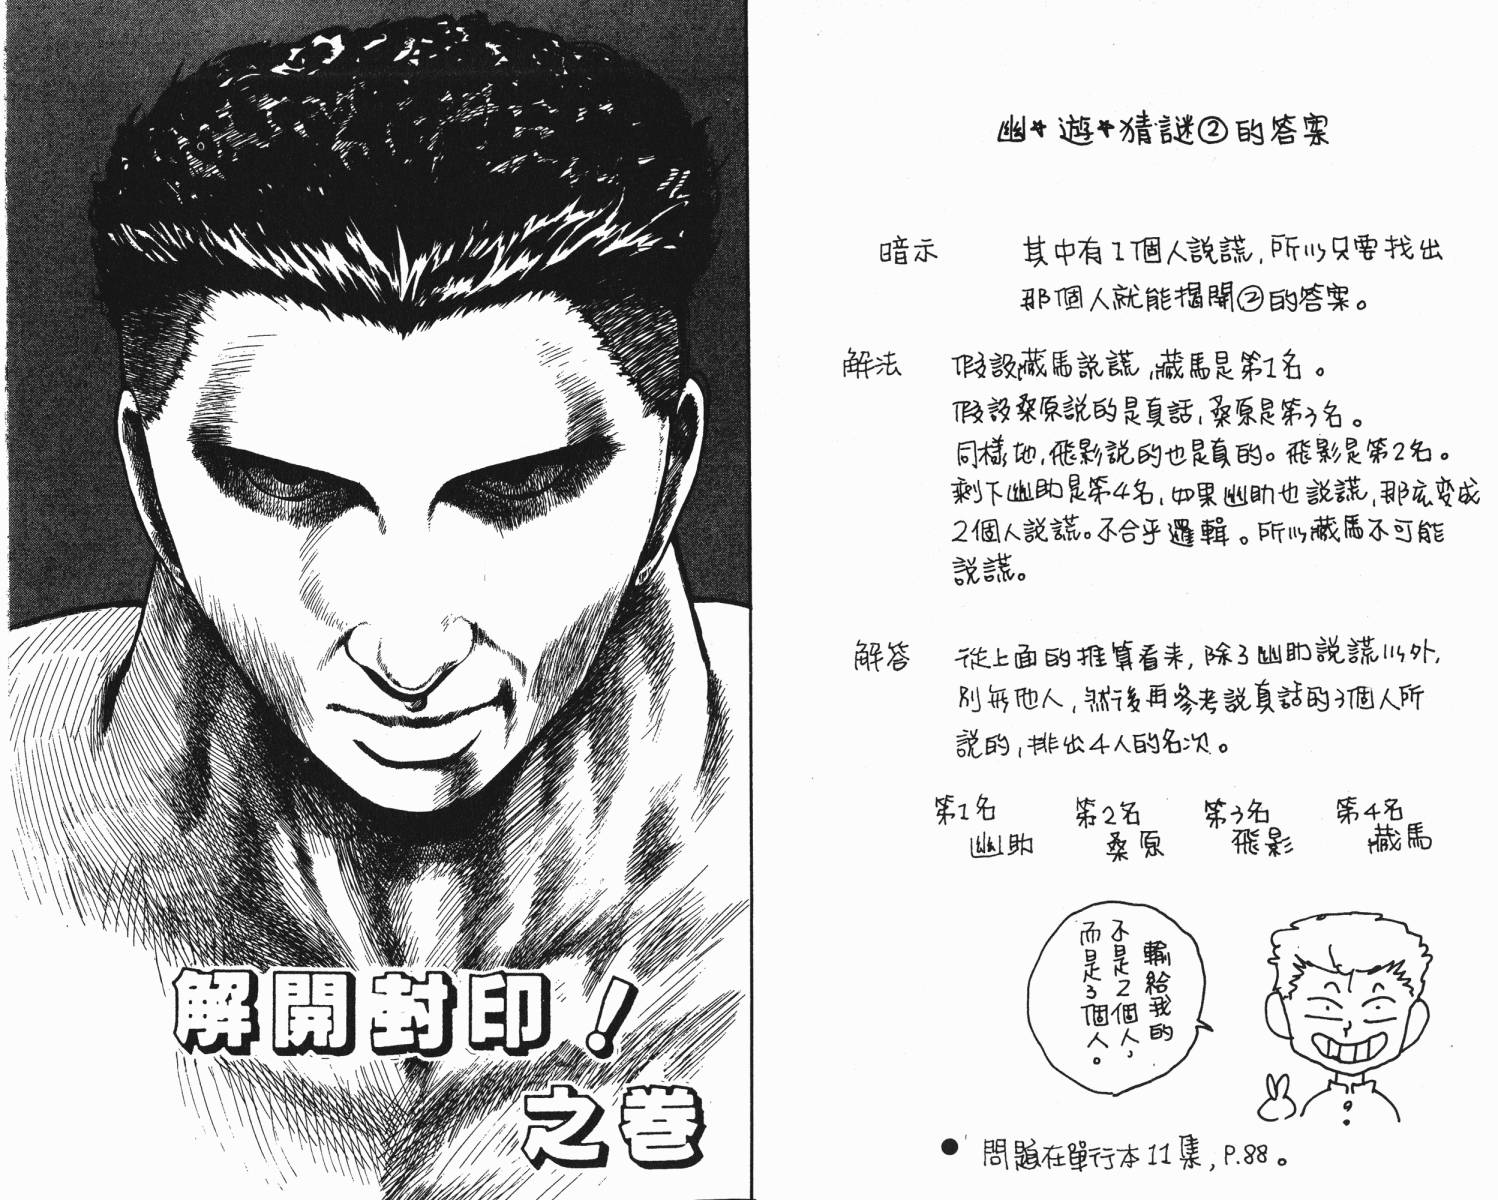 幽★遊★猜謎②的答案
暗示　其中有1個人說謊,所以只要找出
那個人就能揭開②的答案。
解法　假設藏馬說謊,藏馬是第1名。
假設桑原說的是真話,桑原是第3名。
同樣地,飛影說的也是真的。飛影是第2名。
剩下幽助是第4名,如果幽助也說謊,那么变成
2個人說謊。不合乎邏輯。所以藏馬不可能
說謊。
解答　從上面的推算看来,除了幽助說謊以外,
別無他人,然後再參考說真話的3個人所
說的,排出4人的名次。
第1名　第2名　第3名　第4名
幽助　桑原　飛影　藏馬
輸給我的
不是2個人,
而是3個人。
● 問題在單行本11集,P.88。
解開封印!
之卷